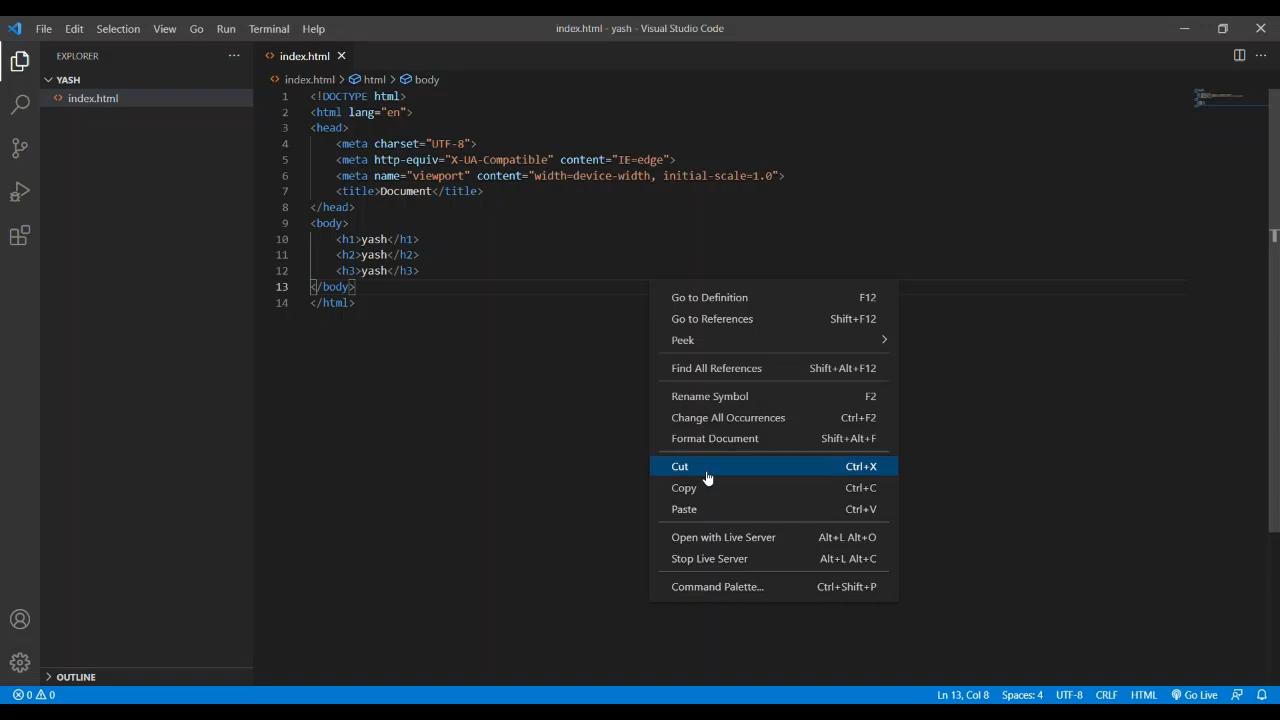 File Edit Selection View Go Run Terminal Help
index.html - yash - Visual Studio Code
EXPLORER
YASH
index.html
OUTLINE
index.html
index.html > html > body
1 <!DOCTYPE html>
2 <html lang="en">
3 <head>
4 <meta charset="UTF-8">
5 <meta http-equiv="X-UA-Compatible" content="IE=edge">
6 <meta name="viewport" content="width=device-width, initial-scale=1.0">
7 <title>Document</title>
8 </head>
9 <body>
10 <h1>yash</h1>
11 <h2>yash</h2>
12 <h3>yash</h3>
13 </body>
14 </html>
Go to Definition F12
Go to References Shift+F12
Peek
Find All References Shift+Alt+F12
Rename Symbol F2
Change All Occurrences Ctrl+F2
Format Document Shift+Alt+F
Cut Ctrl+X
Copy Ctrl+C
Paste Ctrl+V
Open with Live Server Alt+L Alt+O
Stop Live Server Alt+L Alt+C
Command Palette... Ctrl+Shift+P
0 0
Ln 13, Col 8 Spaces: 4 UTF-8 CRLF HTML Go Live